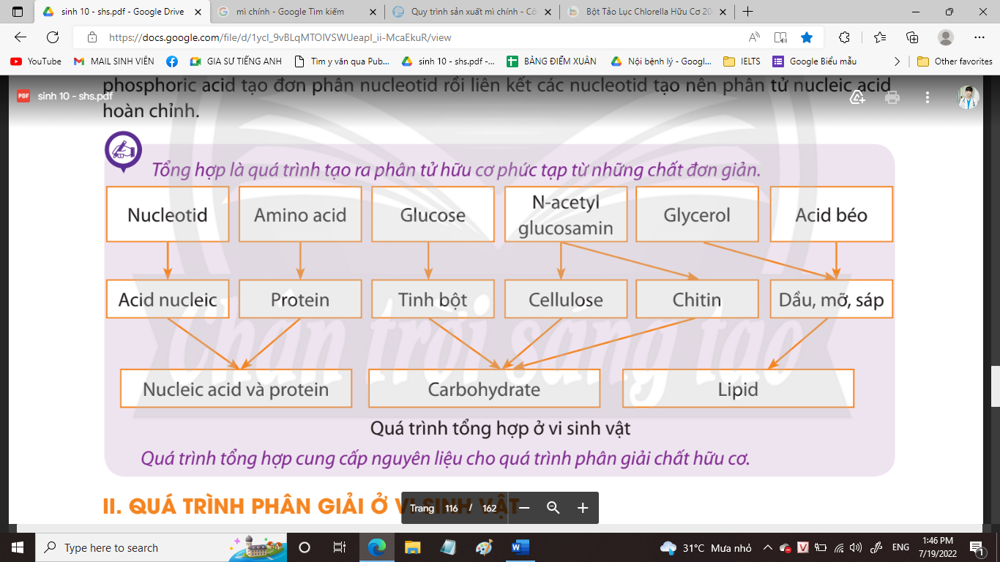 sinh 10 - shs.pdf - Google Drive
mì chính - Google Tìm kiếm
Quy trình sản xuất mì chính - Cô
Bột Tảo Lục Chlorella Hữu Cơ 20
https://docs.google.com/file/d/1ycl_9vBLqMTOIVSWUeapI_ii-McaEkuR/view
YouTube
MAIL SINH VIÊN
GIA SƯ TIẾNG ANH
Tìm y văn qua Pub...
sinh 10 - shs.pdf -...
BẢNG ĐIỂM XUÂN
Nội bệnh lý - Googl...
IELTS
Google Biểu mẫu
Other favorites
phosphoric acid tạo đơn phân nucleotid rồi liên kết các nucleotid tạo nên phân tử nucleic acid
PDF sinh 10 - shs.pdf
hoàn chỉnh.
Tổng hợp là quá trình tạo ra phân tử hữu cơ phức tạp từ những chất đơn giản.
Nucleotid
Amino acid
Glucose
N-acetyl
glucosamin
Glycerol
Acid béo
Acid nucleic
Protein
Tinh bột
Cellulose
Chitin
Dầu, mỡ, sáp
Chân trời sáng tạo
Nucleic acid và protein
Carbohydrate
Lipid
Quá trình tổng hợp ở vi sinh vật
Quá trình tổng hợp cung cấp nguyên liệu cho quá trình phân giải chất hữu cơ.
II. QUÁ TRÌNH PHÂN GIẢI Ở VI SINH VẬT
Trang 116 / 162
Type here to search
31°C Mưa nhỏ
V
ENG
1:46 PM
7/19/2022
1